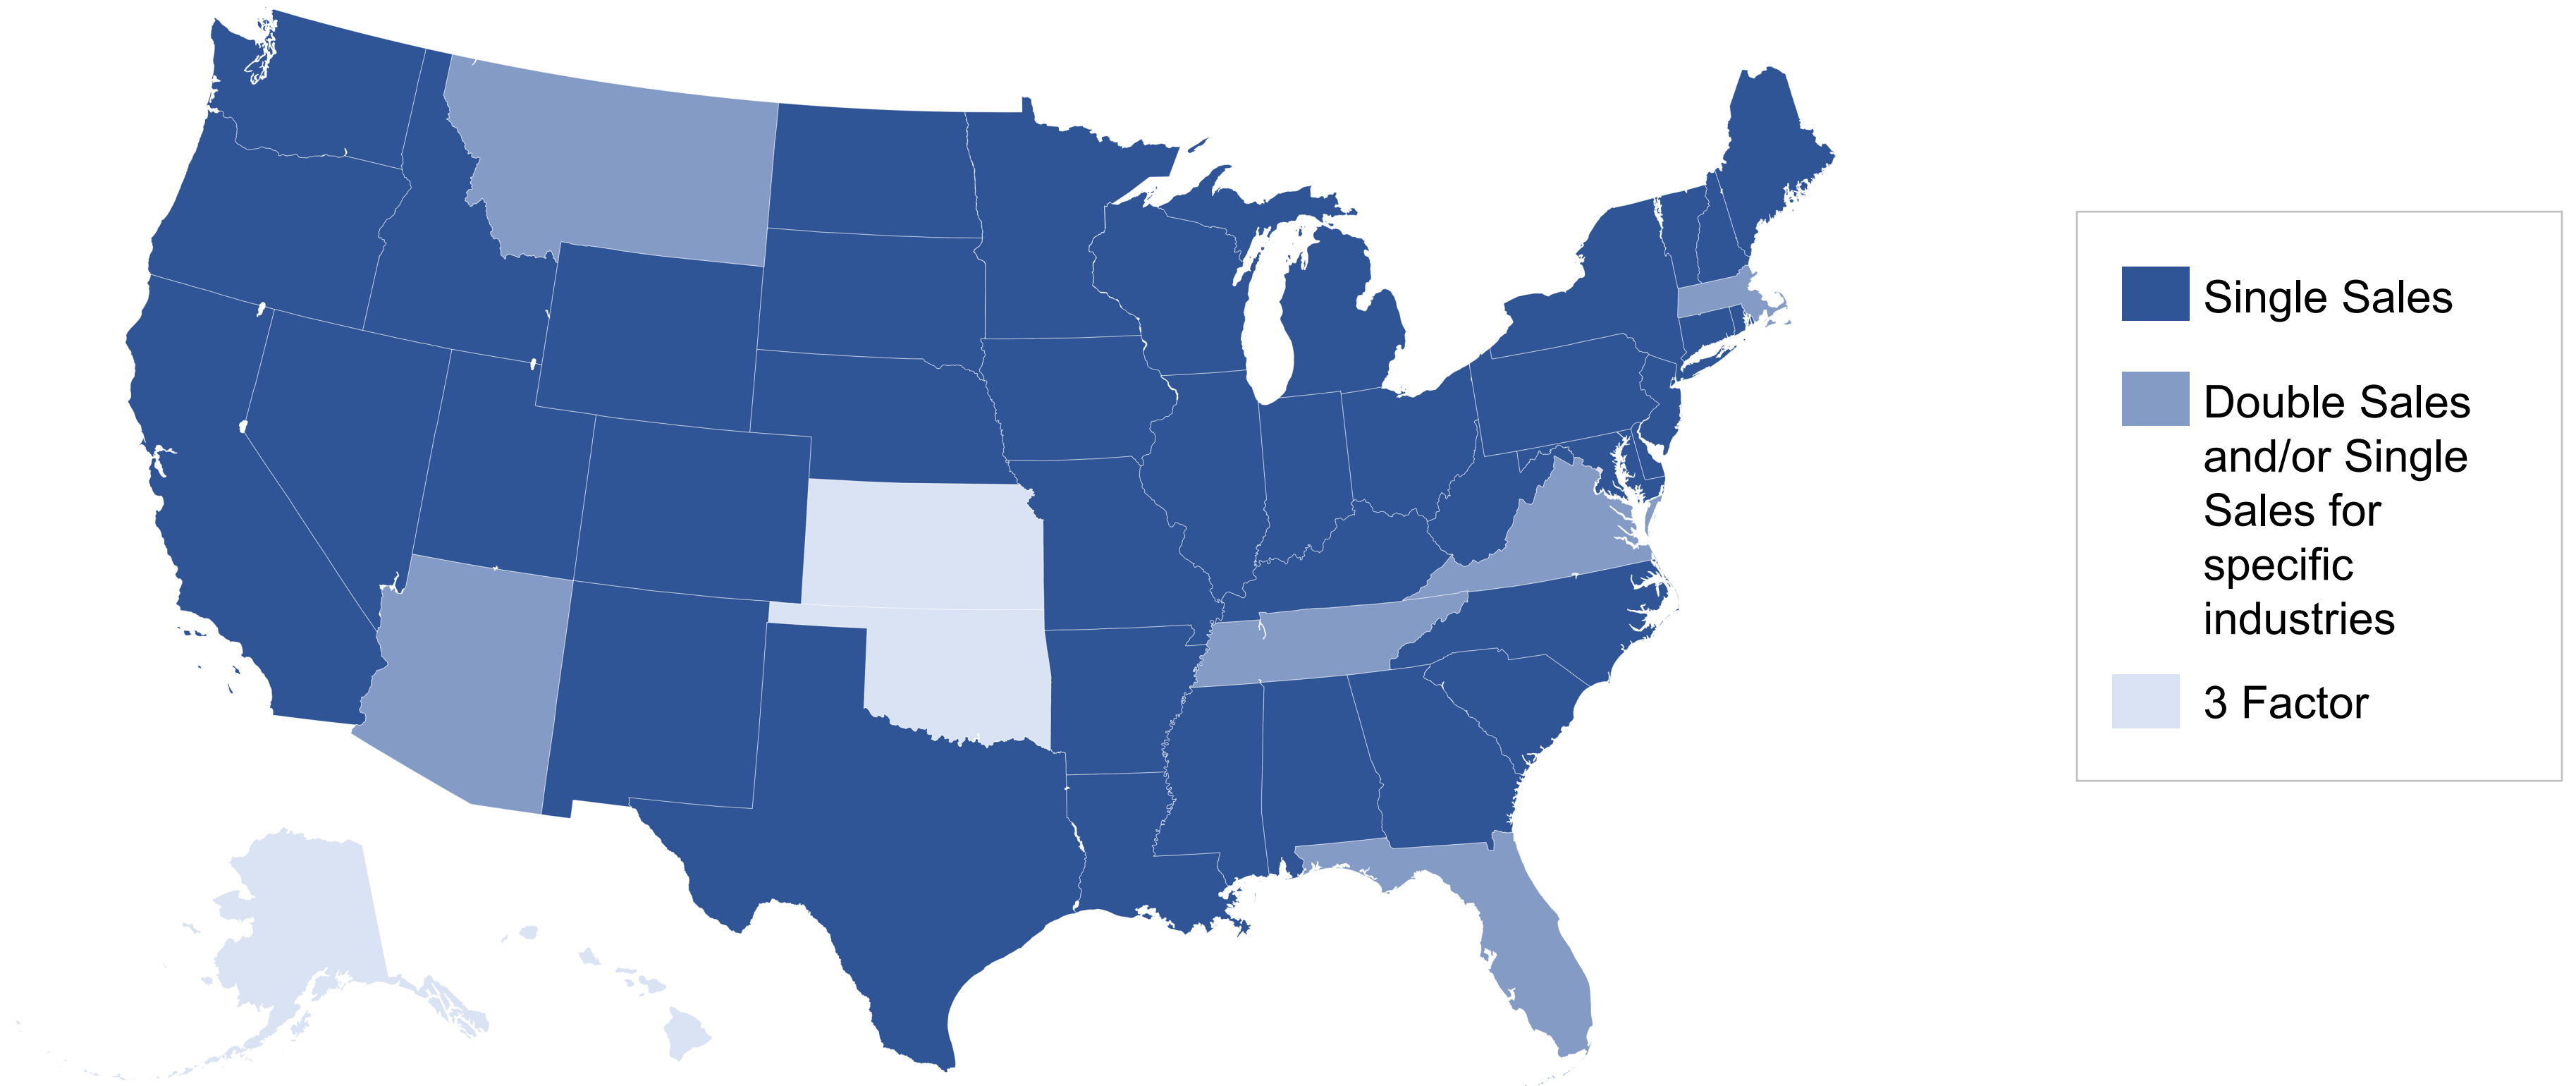 Single Sales
Double Sales
and/or Single
Sales for
specific
industries
3 Factor